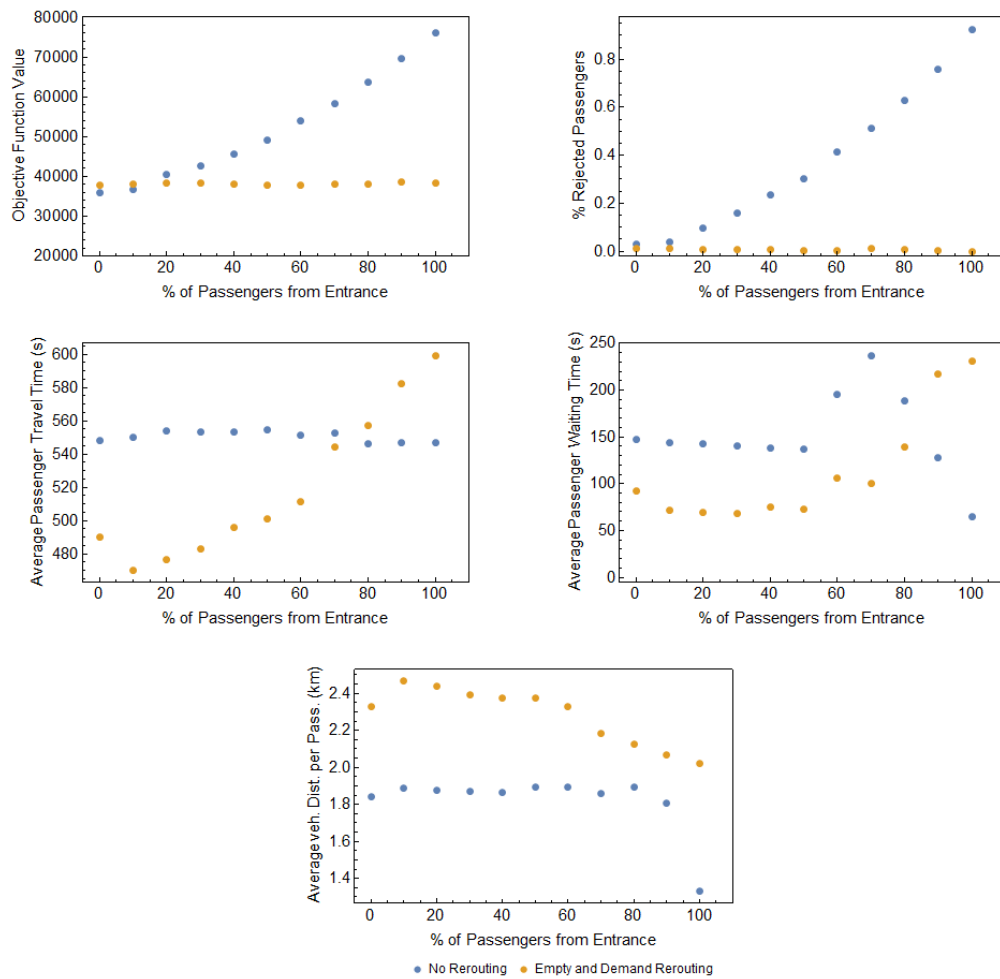 80000
70000
60000
50000
40000
30000
20000
Objective Function Value
0 20 40 60 80 100
% of Passengers from Entrance
0.8
0.6
0.4
0.2
0.0
% Rejected Passengers
0 20 40 60 80 100
% of Passengers from Entrance
600
580
560
540
520
500
480
Average Passenger Travel Time (s)
0 20 40 60 80 100
% of Passengers from Entrance
250
200
150
100
50
0
Average Passenger Waiting Time (s)
0 20 40 60 80 100
% of Passengers from Entrance
2.4
2.2
2.0
1.8
1.6
1.4
Average veh. Dist. per Pass. (km)
0 20 40 60 80 100
% of Passengers from Entrance
No Rerouting Empty and Demand Rerouting